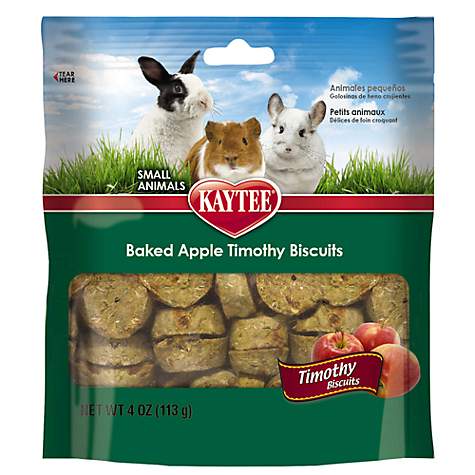 TEAR
HERE
Animales pequeños
Golosinas de heno crujientes
Petits animaux
Délices de foin croquant
SMALL
ANIMALS
KAYTEE
Baked Apple Timothy Biscuits
Timothy
Biscuits
NET WT 4 OZ (113 g)